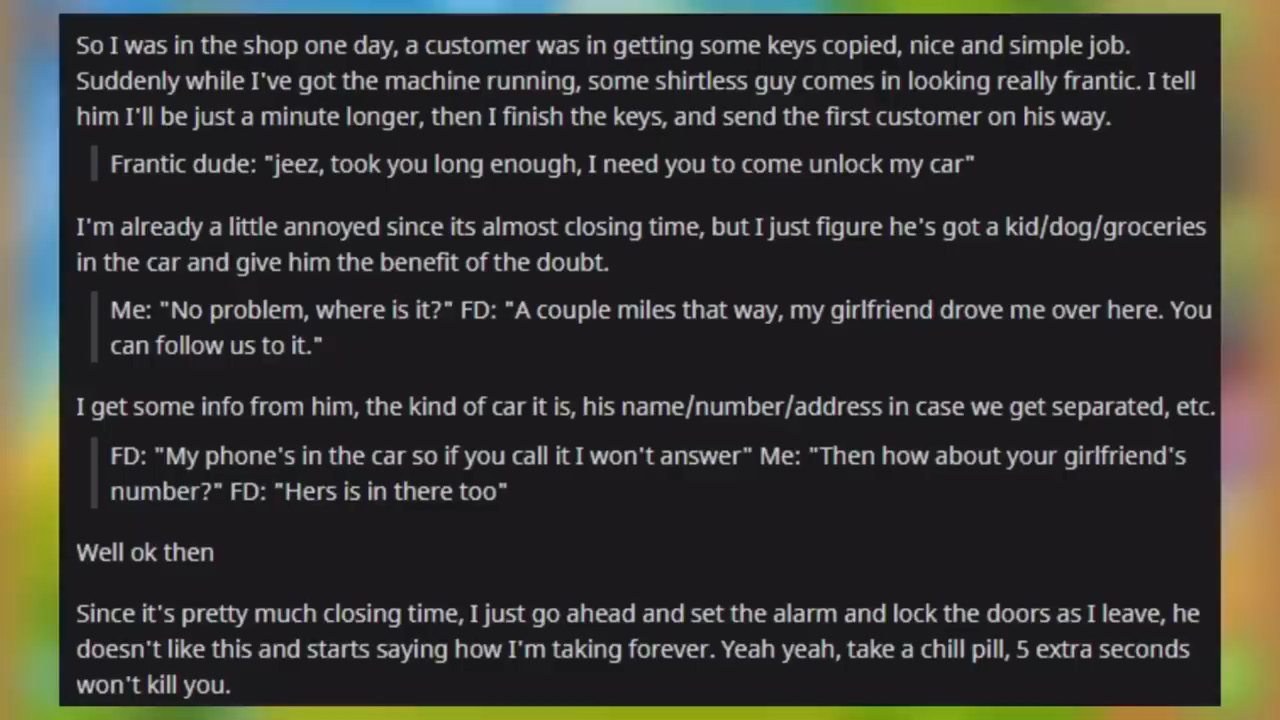 So I was in the shop one day, a customer was in getting some keys copied, nice and simple job.
Suddenly while I've got the machine running, some shirtless guy comes in looking really frantic. I tell
him I'll be just a minute longer, then I finish the keys, and send the first customer on his way.
Frantic dude: "jeez, took you long enough, I need you to come unlock my car"
I'm already a little annoyed since its almost closing time, but I just figure he's got a kid/dog/groceries
in the car and give him the benefit of the doubt.
Me: "No problem, where is it?" FD: "A couple miles that way, my girlfriend drove me over here. You
can follow us to it."
I get some info from him, the kind of car it is, his name/number/address in case we get separated, etc.
FD: "My phone's in the car so if you call it I won't answer" Me: "Then how about your girlfriend's
number?" FD: "Hers is in there too"
Well ok then
Since it's pretty much closing time, I just go ahead and set the alarm and lock the doors as I leave, he
doesn't like this and starts saying how I'm taking forever. Yeah yeah, take a chill pill, 5 extra seconds
won't kill you.